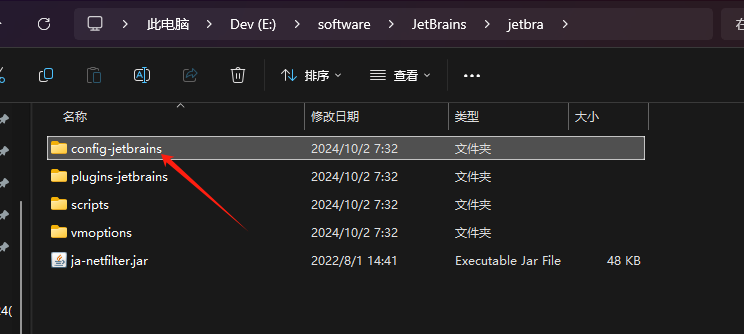 此电脑 > Dev (E:) > software > JetBrains > jetbra > 在
排序 查看 ...
名称 修改日期 类型 大小
config-jetbrains 2024/10/2 7:32 文件夹
plugins-jetbrains 2024/10/2 7:32 文件夹
scripts 2024/10/2 7:32 文件夹
vmoptions 2024/10/2 7:32 文件夹
ja-netfilter.jar 2022/8/1 14:41 Executable Jar File 48 KB
24(